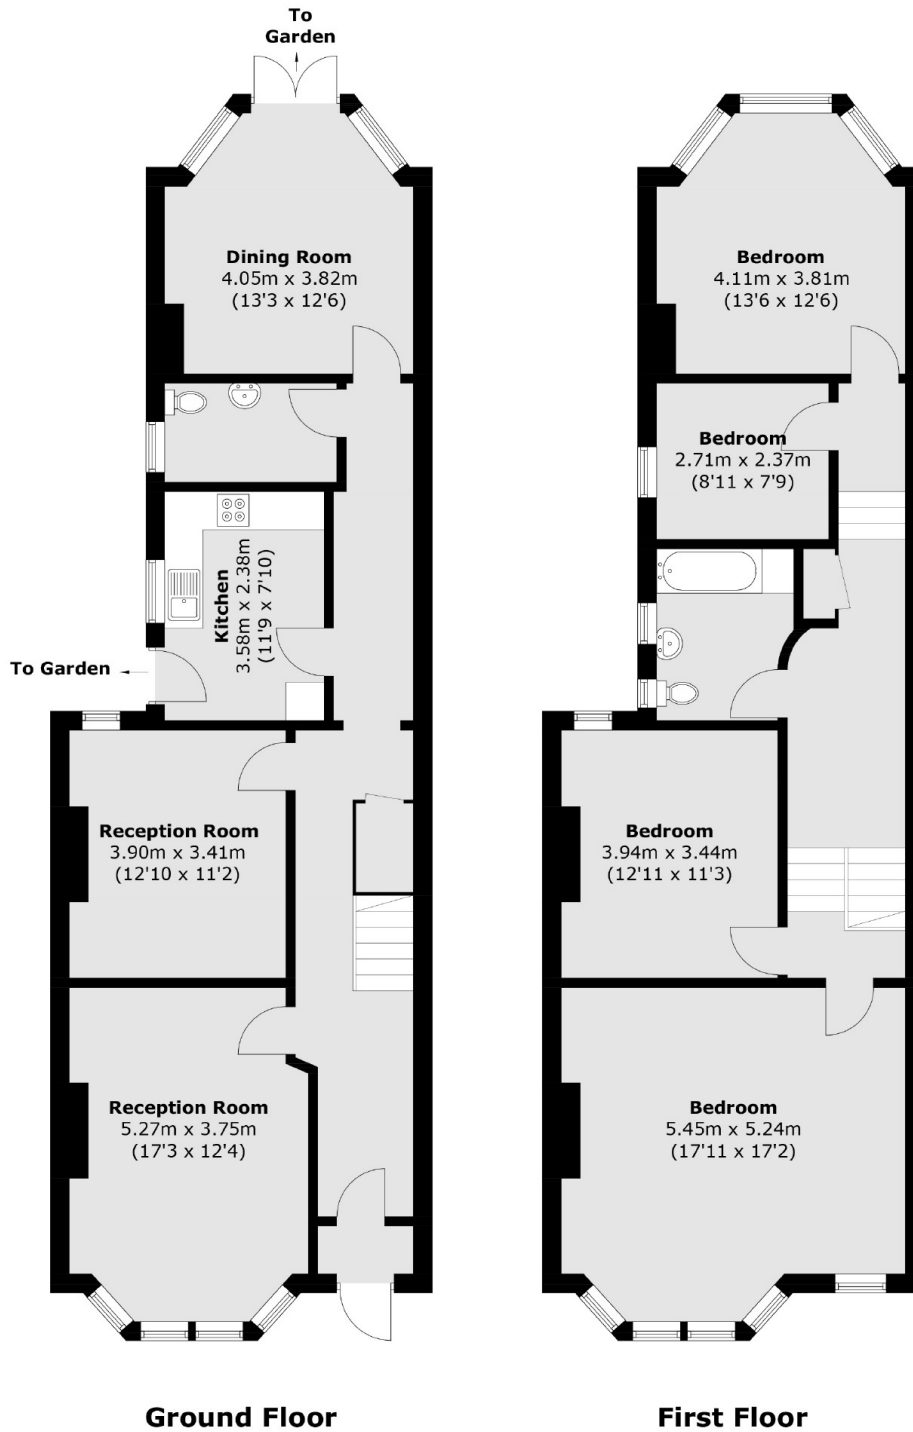 To
Garden
Dining Room
4.05m x 3.82m
(13'3 x 12'6)
Kitchen
3.58m x 2.38m
(11'9 x 7'10)
To Garden
Reception Room
3.90m x 3.41m
(12'10 x 11'2)
Reception Room
5.27m x 3.75m
(17'3 x 12'4)
Ground Floor
Bedroom
4.11m x 3.81m
(13'6 x 12'6)
Bedroom
2.71m x 2.37m
(8'11 x 7'9)
Bedroom
3.94m x 3.44m
(12'11 x 11'3)
Bedroom
5.45m x 5.24m
(17'11 x 17'2)
First Floor